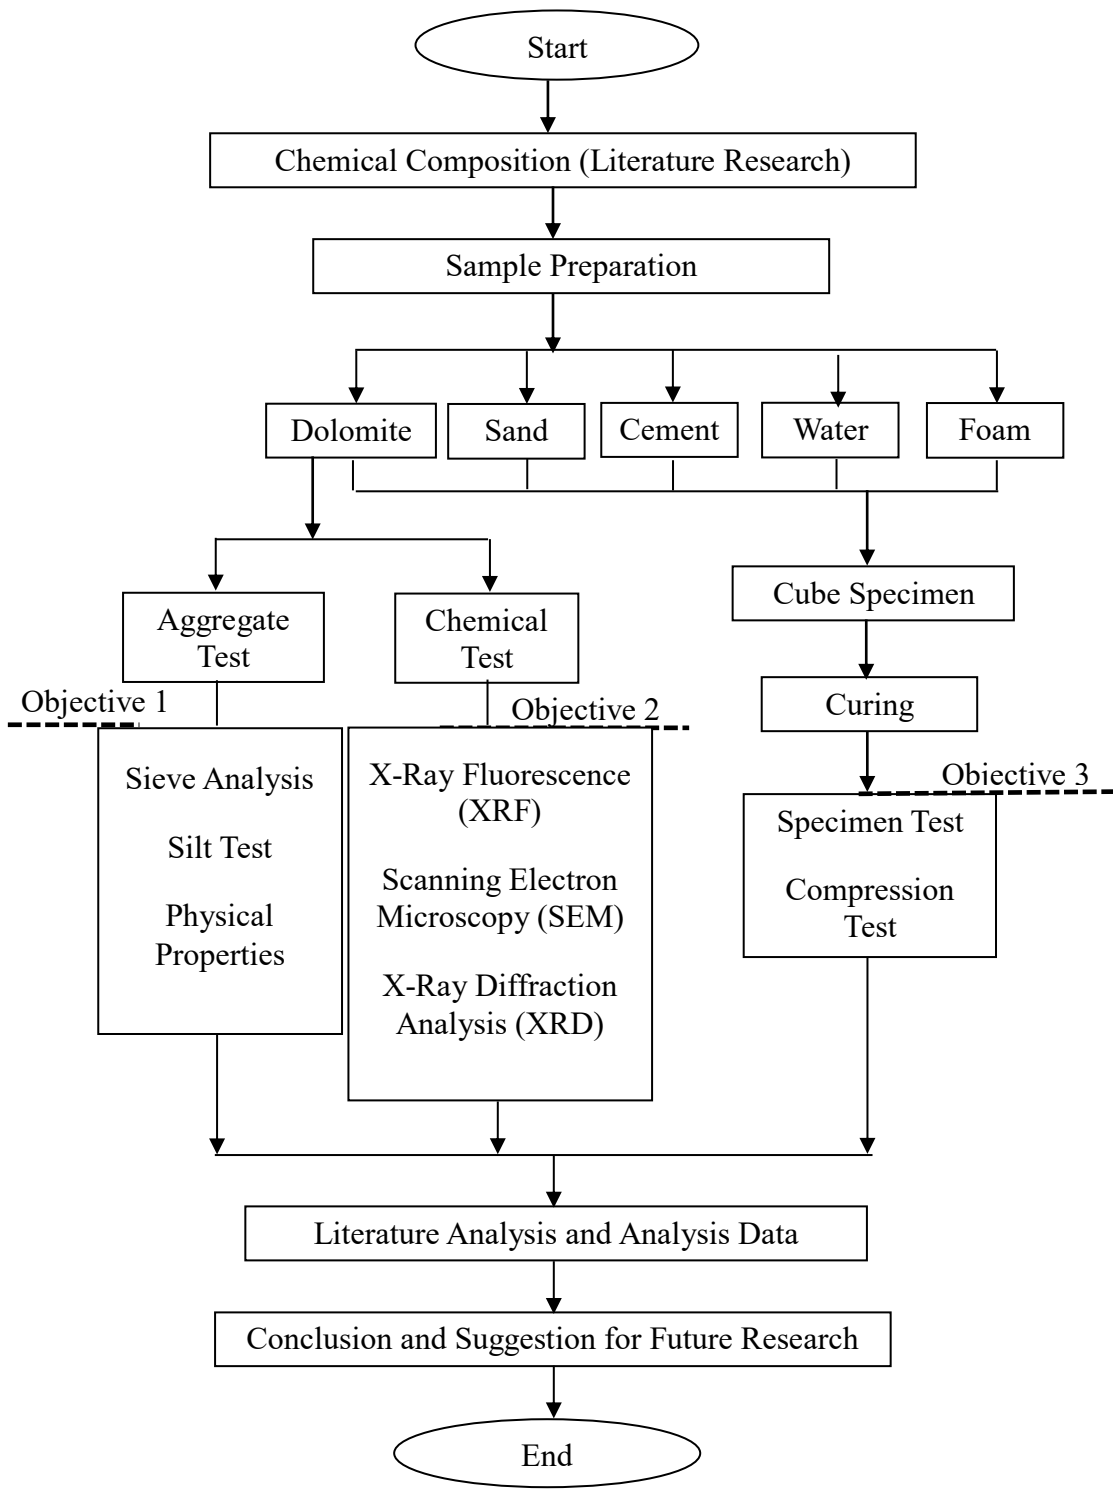 Start
Chemical Composition (Literature Research)
Sample Preparation
Dolomite
Sand
Cement
Water
Foam
Aggregate
Test
Chemical
Test
Cube Specimen
Curing
Objective 1
Sieve Analysis
Silt Test
Physical
Properties
Objective 2
X-Ray Fluorescence
(XRF)
Scanning Electron
Microscopy (SEM)
X-Ray Diffraction
Analysis (XRD)
Objective 3
Specimen Test
Compression
Test
Literature Analysis and Analysis Data
Conclusion and Suggestion for Future Research
End